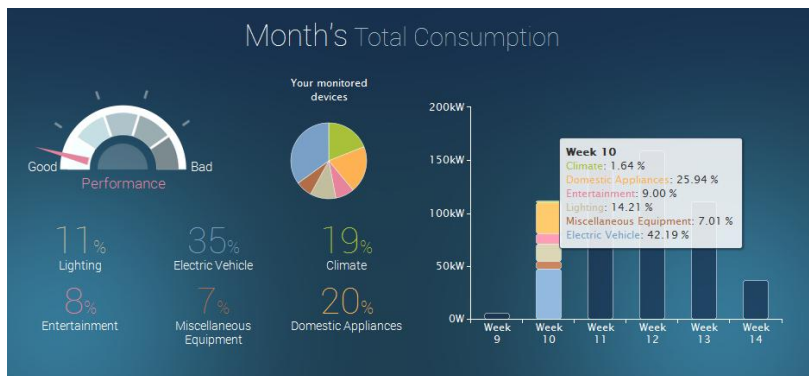 Month's Total Consumption
Your monitored
devices
Good
Bad
Performance
11%
Lighting
35%
Electric Vehicle
19%
Climate
8%
Entertainment
7%
Miscellaneous
Equipment
20%
Domestic Appliances
200kW
150kW
100kW
50kW
0W
Week 10
Climate: 1.64 %
Domestic Appliances: 25.94 %
Entertainment: 9.00 %
Lighting: 14.21 %
Miscellaneous Equipment: 7.01 %
Electric Vehicle: 42.19 %
Week
9
Week
10
Week
11
Week
12
Week
13
Week
14